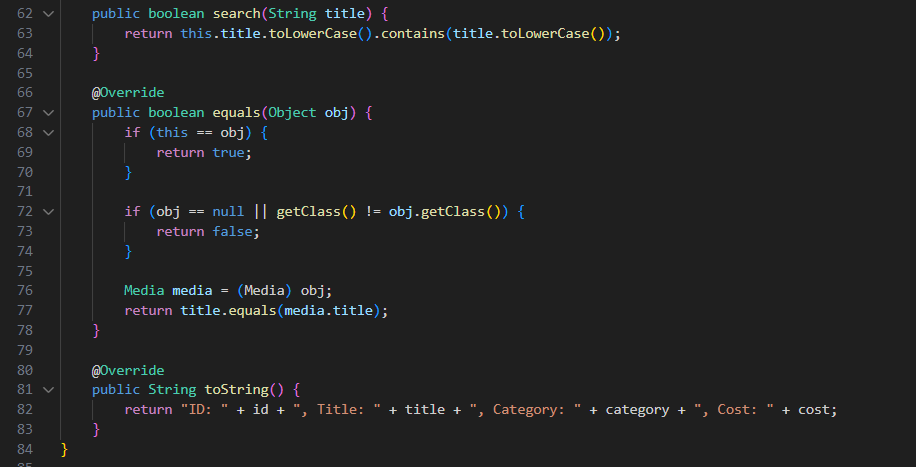 62 public boolean search(String title) {
63 return this.title.toLowerCase().contains(title.toLowerCase());
64 }
65
66 @Override
67 public boolean equals(Object obj) {
68 if (this == obj) {
69 return true;
70 }
71
72 if (obj == null || getClass() != obj.getClass()) {
73 return false;
74 }
75
76 Media media = (Media) obj;
77 return title.equals(media.title);
78 }
79
80 @Override
81 public String toString() {
82 return "ID: " + id + ", Title: " + title + ", Category: " + category + ", Cost: " + cost;
83 }
84 }
85